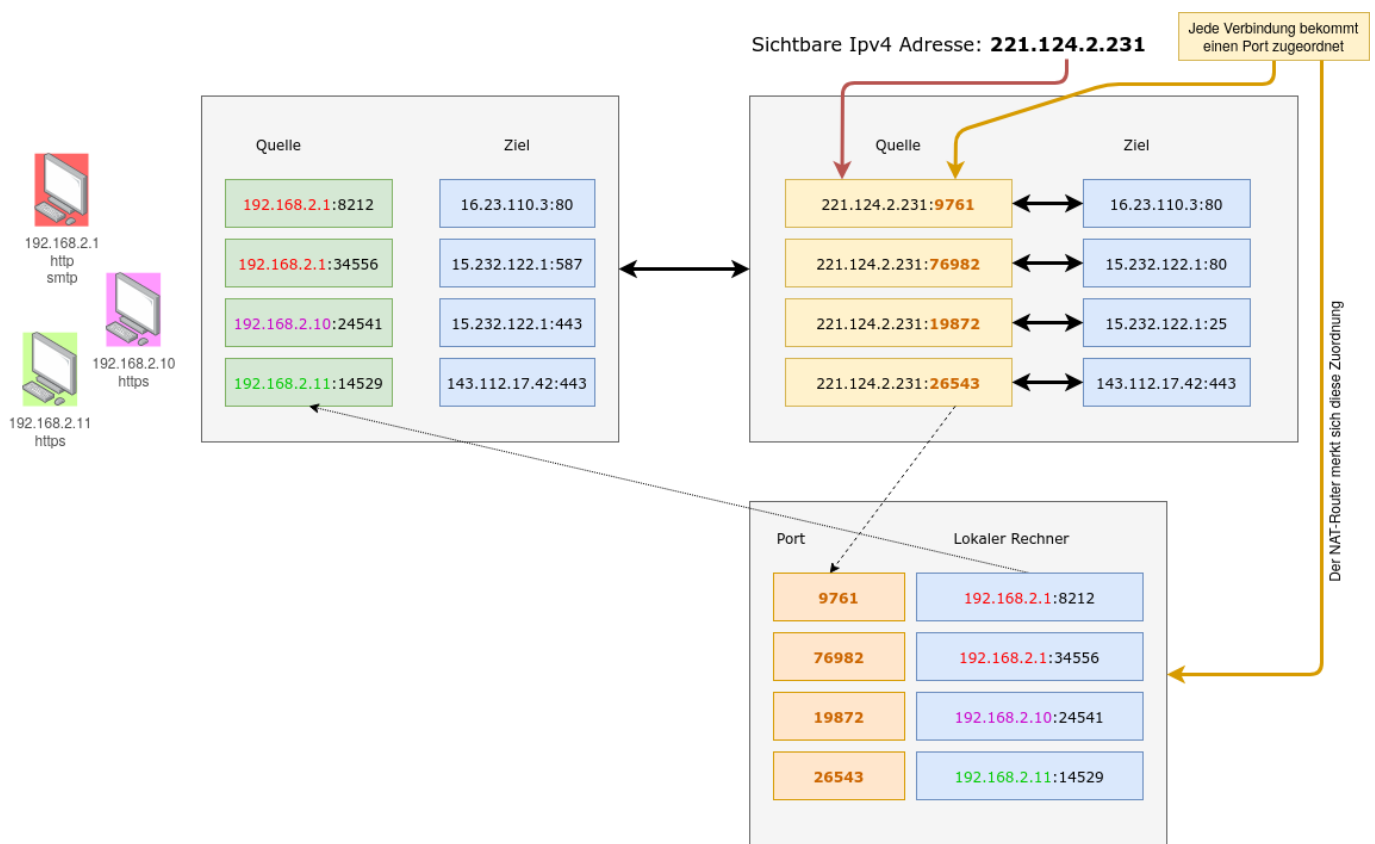 Sichtbare Ipv4 Adresse: 221.124.2.231
Jede Verbindung bekommt
einen Port zugeordnet
192.168.2.1
http
smtp
192.168.2.10
https
192.168.2.11
https
Quelle Ziel
192.168.2.1:8212 16.23.110.3:80
192.168.2.1:34556 15.232.122.1:587
192.168.2.10:24541 15.232.122.1:443
192.168.2.11:14529 143.112.17.42:443
Quelle Ziel
221.124.2.231:9761 16.23.110.3:80
221.124.2.231:76982 15.232.122.1:80
221.124.2.231:19872 15.232.122.1:25
221.124.2.231:26543 143.112.17.42:443
Der NAT-Router merkt sich diese Zuordnung
Port Lokaler Rechner
9761 192.168.2.1:8212
76982 192.168.2.1:34556
19872 192.168.2.10:24541
26543 192.168.2.11:14529